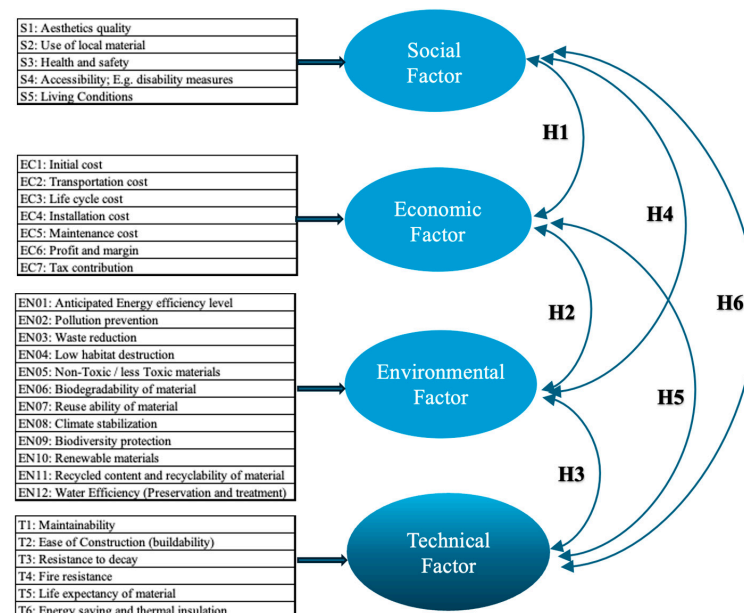 S1: Aesthetics quality
S2: Use of local material
S3: Health and safety
S4: Accessibility; E.g. disability measures
S5: Living Conditions
Social
Factor
H1
EC1: Initial cost
EC2: Transportation cost
EC3: Life cycle cost
EC4: Installation cost
EC5: Maintenance cost
EC6: Profit and margin
EC7: Tax contribution
Economic
Factor
H4
H6
H2
EN01: Anticipated Energy efficiency level
EN02: Pollution prevention
EN03: Waste reduction
EN04: Low habitat destruction
EN05: Non-Toxic / less Toxic materials
EN06: Biodegradability of material
EN07: Reuse ability of material
EN08: Climate stabilization
EN09: Biodiversity protection
EN10: Renewable materials
EN11: Recycled content and recyclability of material
EN12: Water Efficiency (Preservation and treatment)
Environmental
Factor
H5
H3
T1: Maintainability
T2: Ease of Construction (buildability)
T3: Resistance to decay
T4: Fire resistance
T5: Life expectancy of material
T6: Energy saving and thermal insulation
Technical
Factor